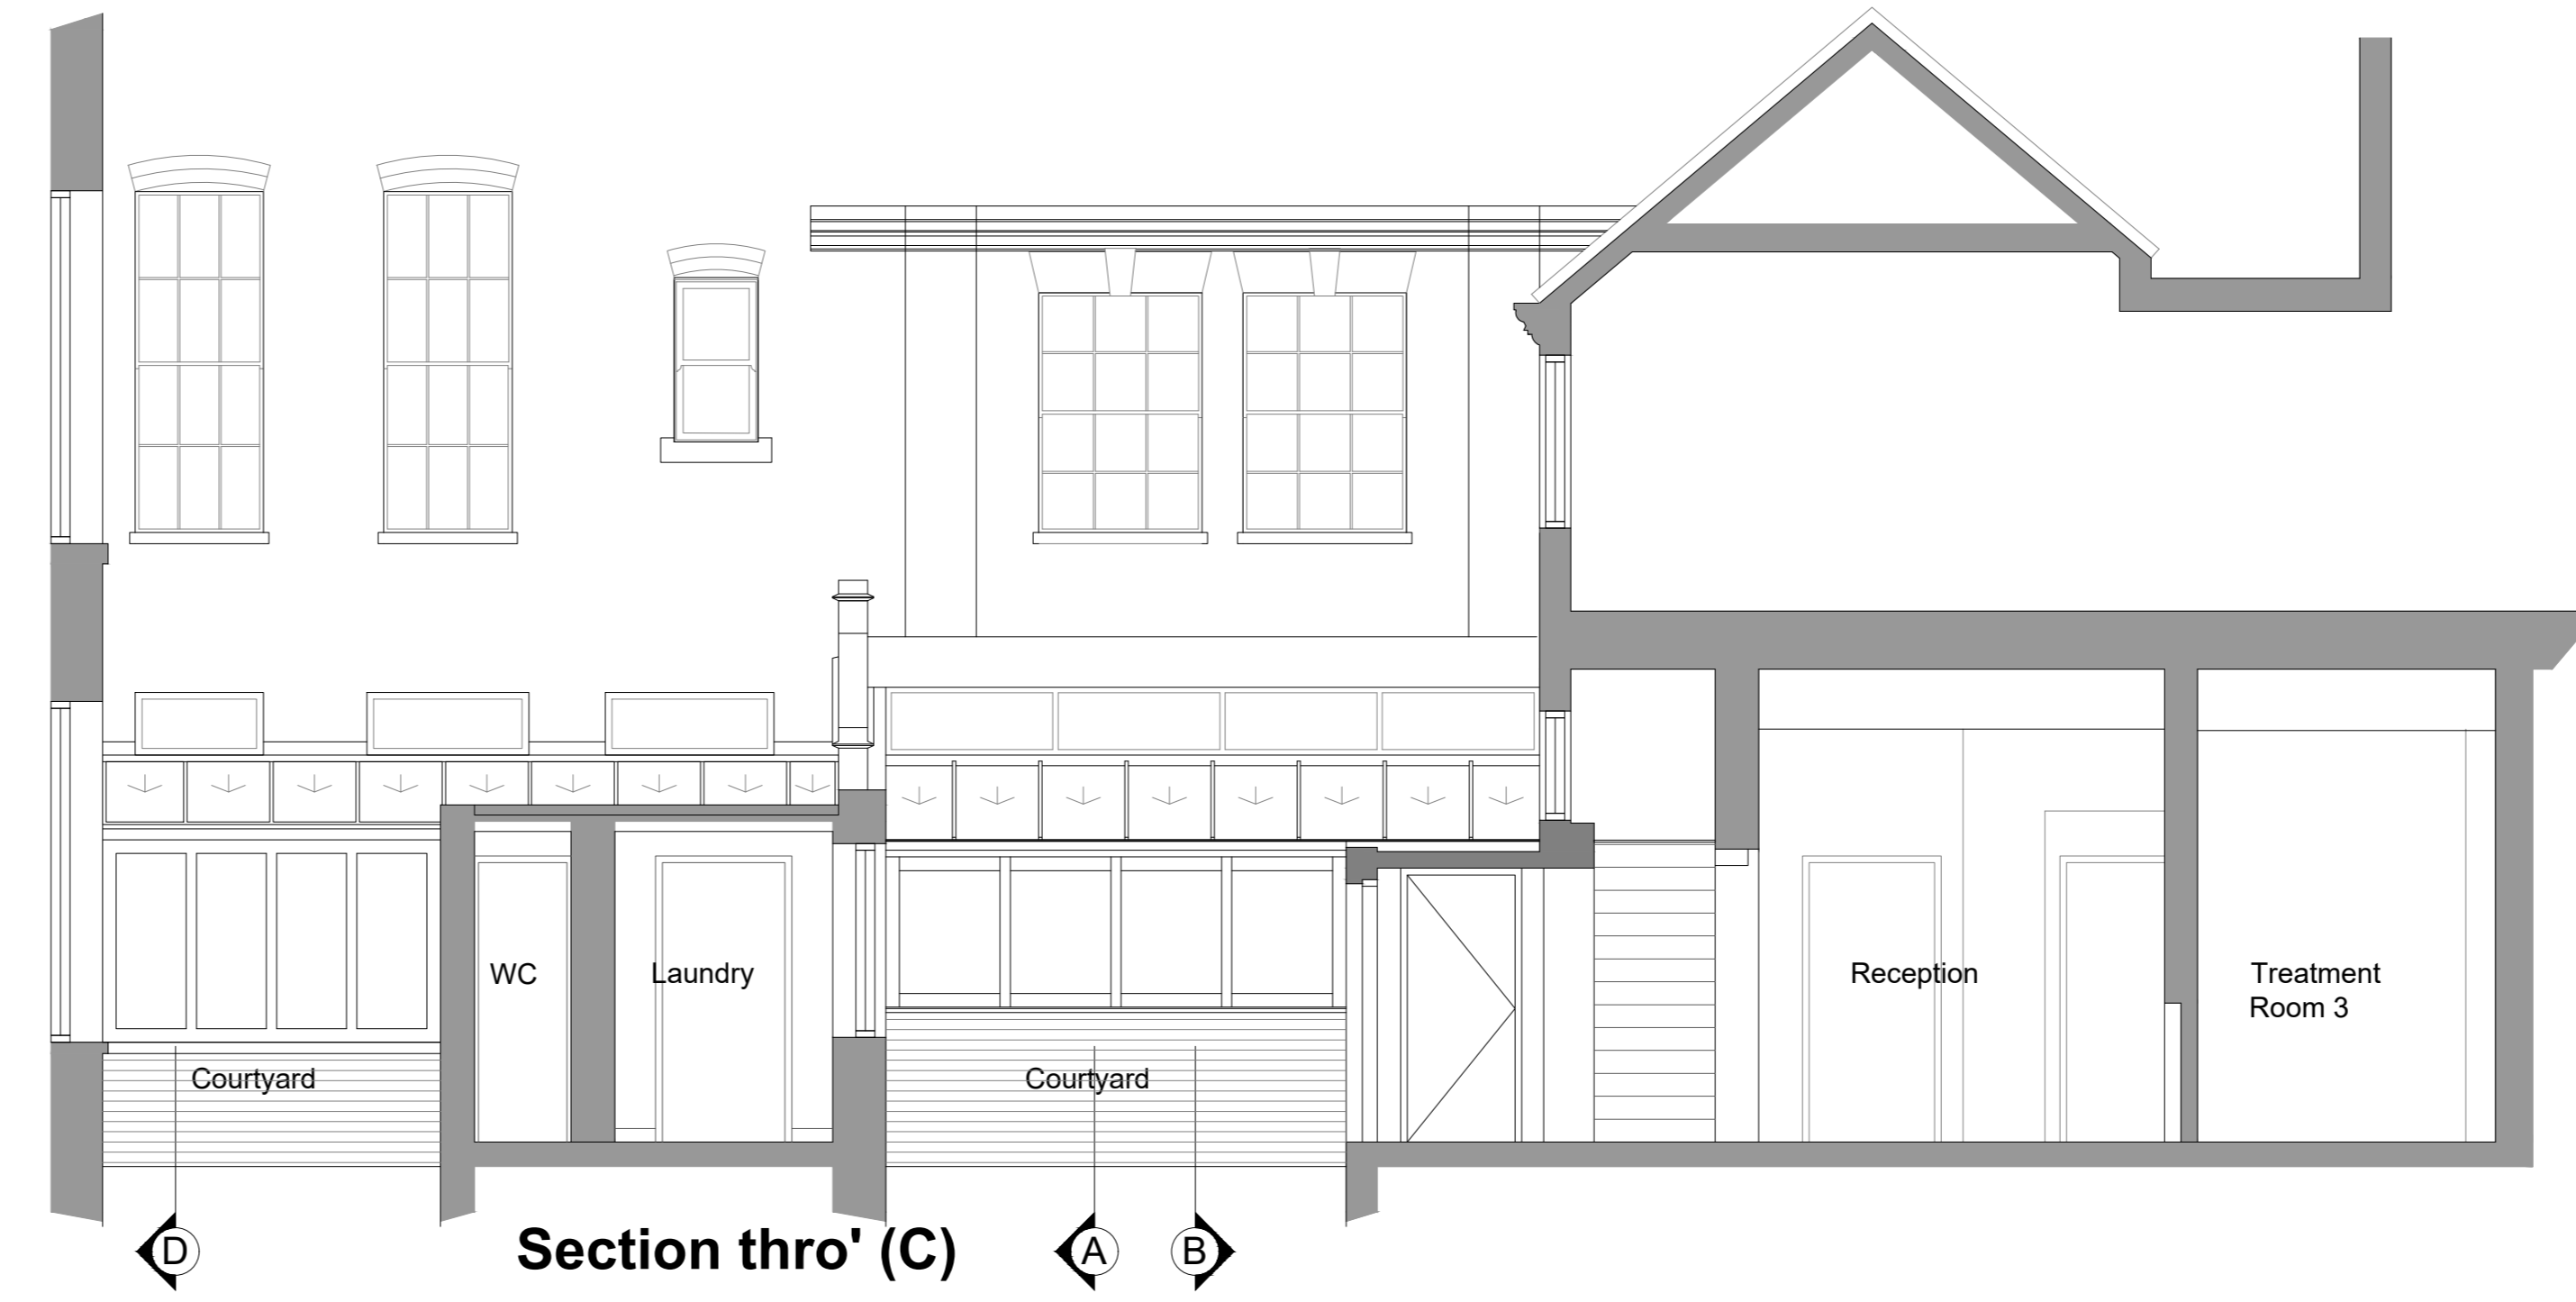 WC
Laundry
Reception
Treatment
Room 3
Courtyard
Courtyard
D
Section thro' (C)
A
B